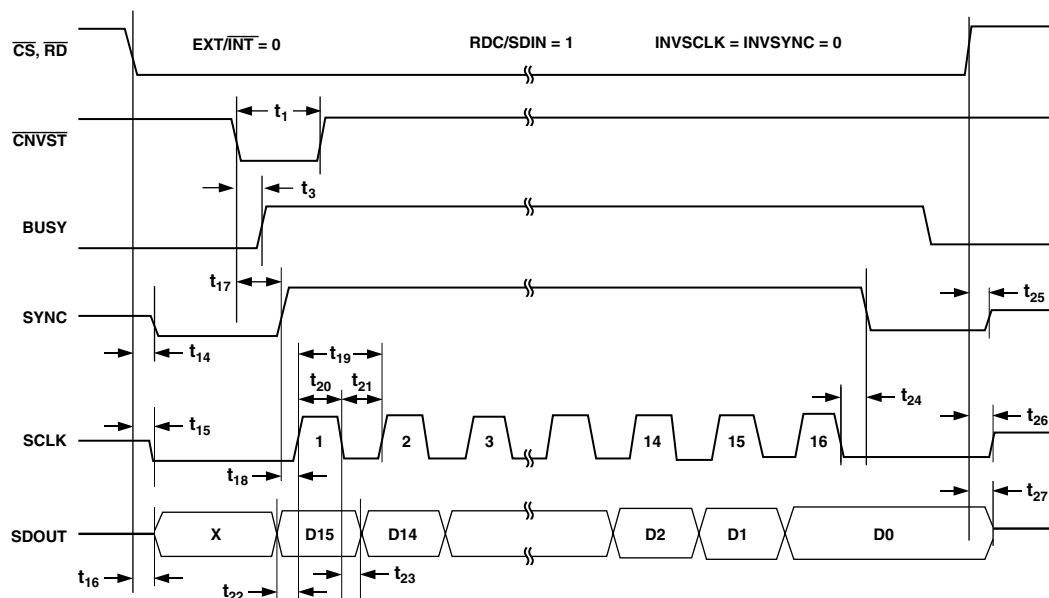 EXT/INT = 0 RDC/SDIN = 1 INVSCLK = INVSYNC = 0
CS, RD
t1
CNVST
t3
BUSY
t17
t25
SYNC
t14
t19
t20 t21
t24
t15
t26
SCLK
1 2 3 14 15 16
t18
t27
SDOUT
X D15 D14 D2 D1 D0
t16
t22
t23